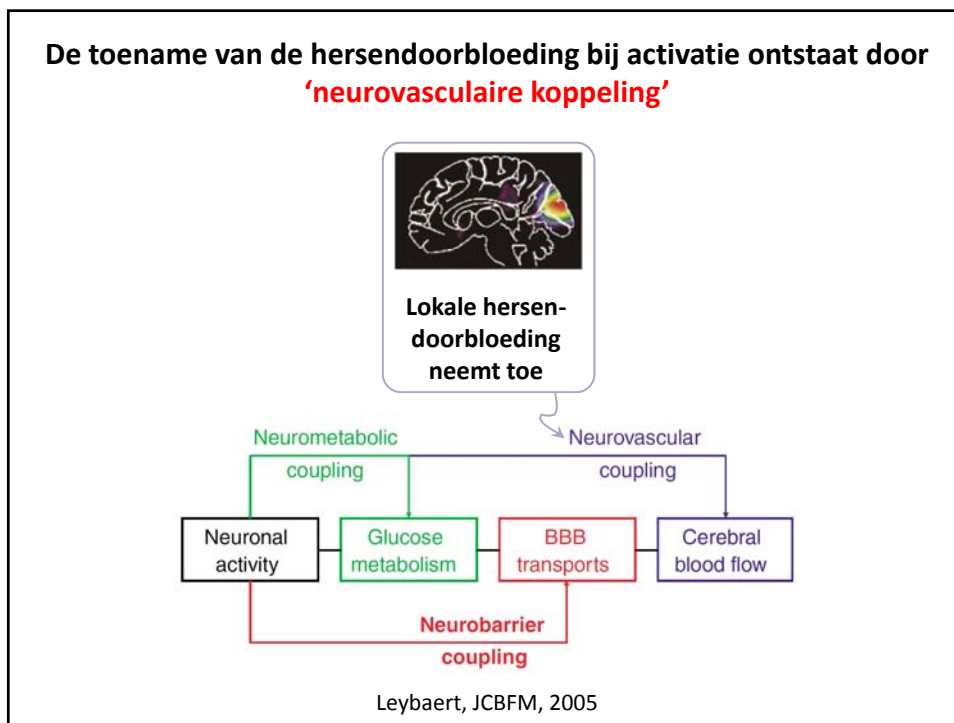 De toename van de hersendoorbloeding bij activatie ontstaat door
‘neurovasculaire koppeling’
Lokale hersen-
doorbloeding
neemt toe
Neurometabolic
coupling
Neurovascular
coupling
Neuronal
activity
Glucose
metabolism
BBB
transports
Cerebral
blood flow
Neurobarrier
coupling
Leybaert, JCBFM, 2005